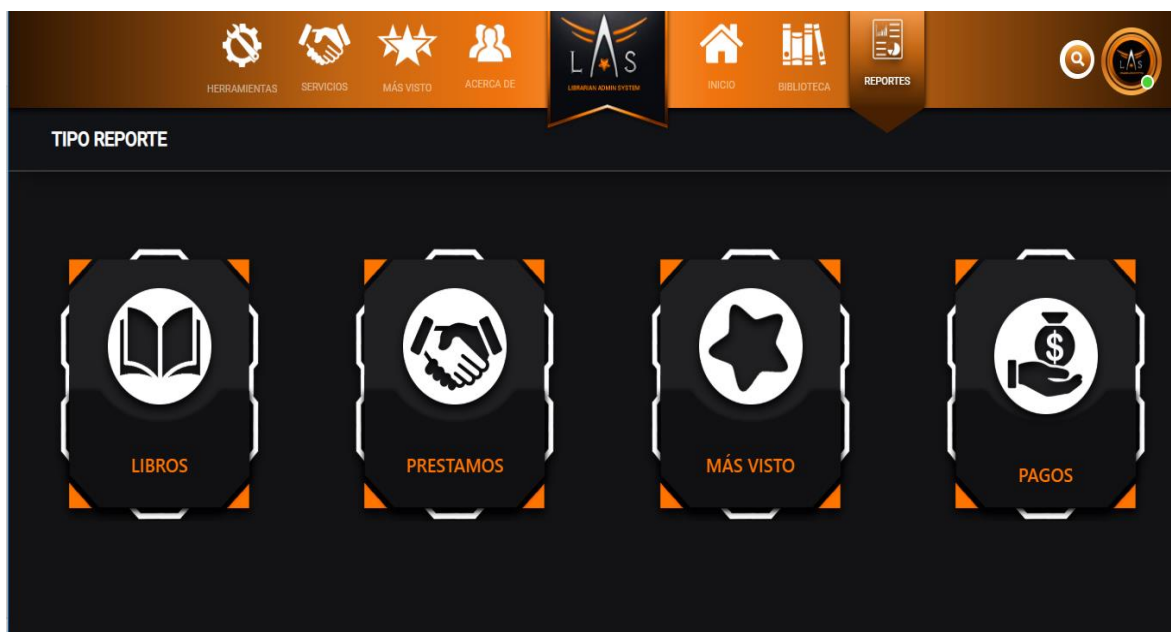 HERRAMIENTAS
SERVICIOS
MÁS VISTO
ACERCA DE
LAS
LIBRARIAN ADMIN SYSTEM
INICIO
BIBLIOTECA
REPORTES
LAS
TIPO REPORTE
LIBROS
PRESTAMOS
MÁS VISTO
$
PAGOS